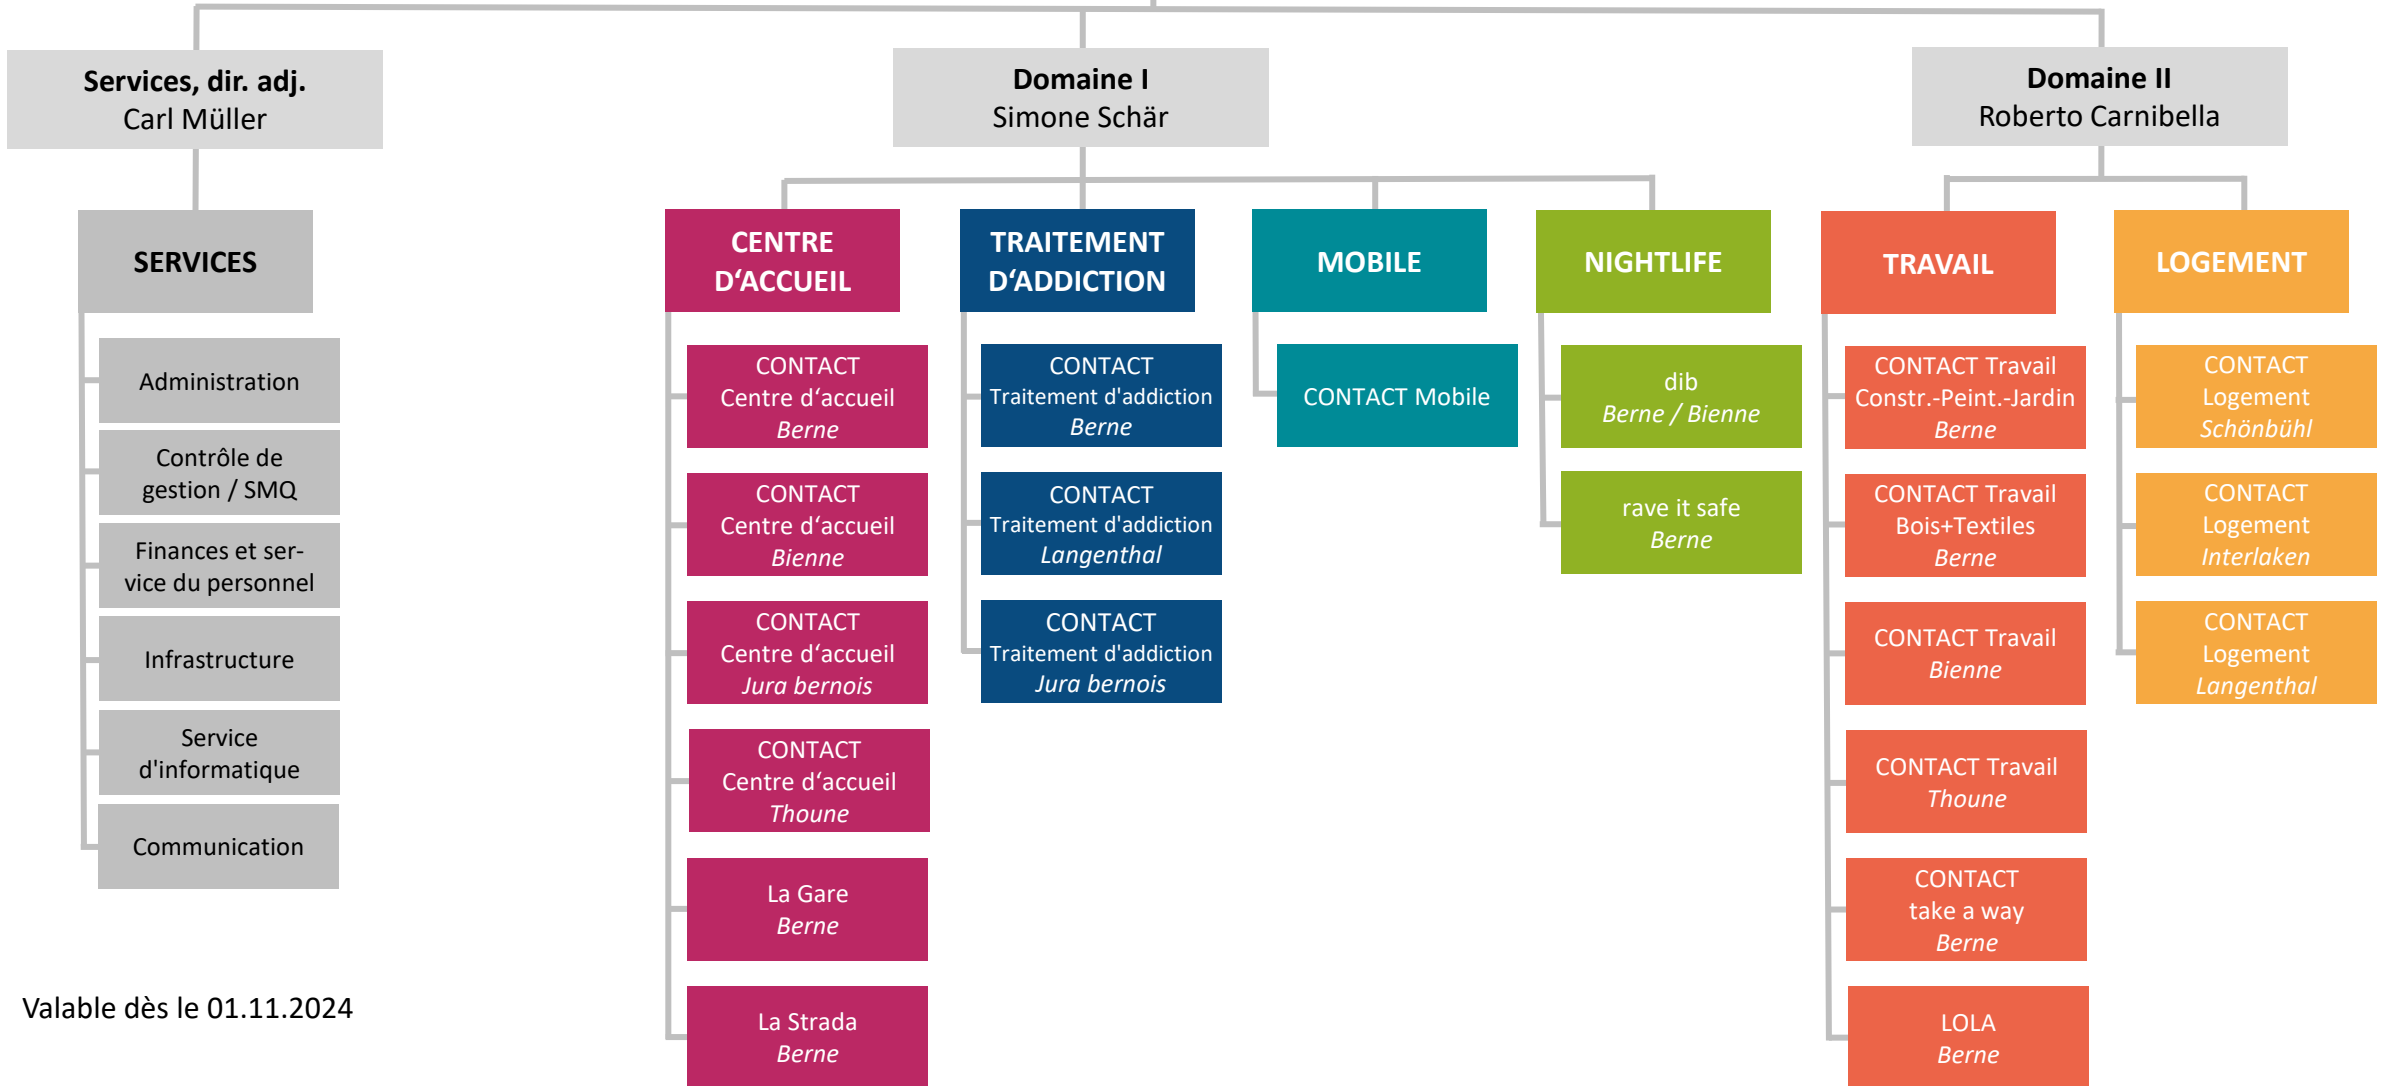 Services, dir. adj.
Carl Müller
Domaine I
Simone Schär
Domaine II
Roberto Carnibella
SERVICES
Administration
Contrôle de
gestion / SMQ
Finances et ser-
vice du personnel
Infrastructure
Service
d'informatique
Communication
CENTRE
D‘ACCUEIL
CONTACT
Centre d‘accueil
Berne
CONTACT
Centre d‘accueil
Bienne
CONTACT
Centre d‘accueil
Jura bernois
CONTACT
Centre d‘accueil
Thoune
La Gare
Berne
La Strada
Berne
TRAITEMENT
D‘ADDICTION
CONTACT
Traitement d'addiction
Berne
CONTACT
Traitement d'addiction
Langenthal
CONTACT
Traitement d'addiction
Jura bernois
MOBILE
CONTACT Mobile
NIGHTLIFE
dib
Berne / Bienne
rave it safe
Berne
TRAVAIL
CONTACT Travail
Constr.-Peint.-Jardin
Berne
CONTACT Travail
Bois+Textiles
Berne
CONTACT Travail
Bienne
CONTACT Travail
Thoune
CONTACT
take a way
Berne
LOLA
Berne
LOGEMENT
CONTACT
Logement
Schönbühl
CONTACT
Logement
Interlaken
CONTACT
Logement
Langenthal
Valable dès le 01.11.2024